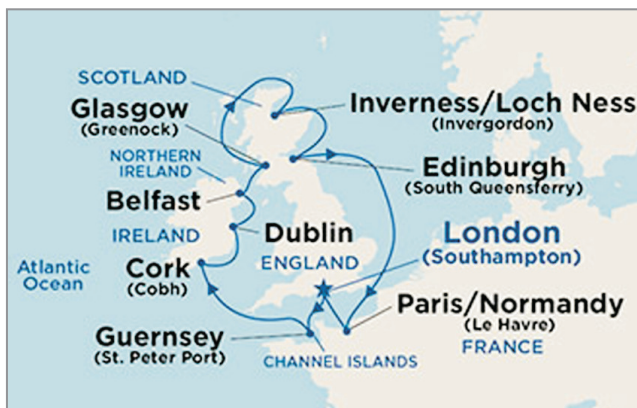 SCOTLAND
Glasgow
(Greenock)
Inverness/Loch Ness
(Invergordon)
NORTHERN
IRELAND
Edinburgh
(South Queensferry)
Belfast
IRELAND
Dublin
London
(Southampton)
ENGLAND
Atlantic
Ocean
Cork
(Cobh)
Paris/Normandy
(Le Havre)
FRANCE
Guernsey
(St. Peter Port)
CHANNEL ISLANDS